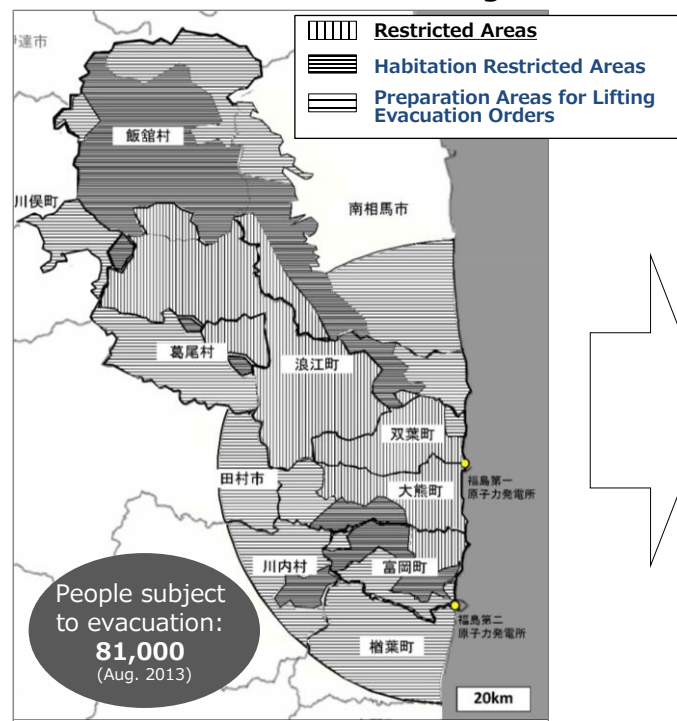 伊達市
Restricted Areas
Habitation Restricted Areas
Preparation Areas for Lifting
Evacuation Orders
飯舘村
川俣町
南相馬市
葛尾村
浪江町
双葉町
田村市
大熊町
福島第一
原子力発電所
川内村
富岡町
福島第二
原子力発電所
楢葉町
People subject
to evacuation:
81,000
(Aug. 2013)
20km